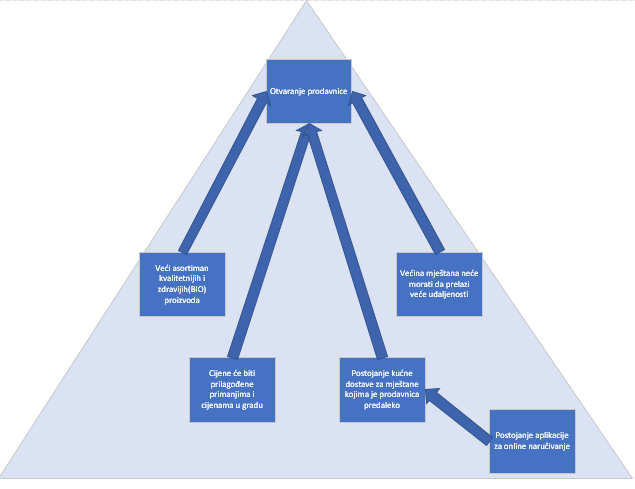 Otvaranje prodavnice
Veći asortiman
kvalitetnijih i
zdravijih(BIO)
proizvoda
Većina mještana neće
morati da prelazi
veće udaljenosti
Cijene će biti
prilagođene
primanjima i
cijenama u gradu
Postojanje kućne
dostave za mještane
kojima je prodavnica
predaleko
Postojanje aplikacije
za online naručivanje